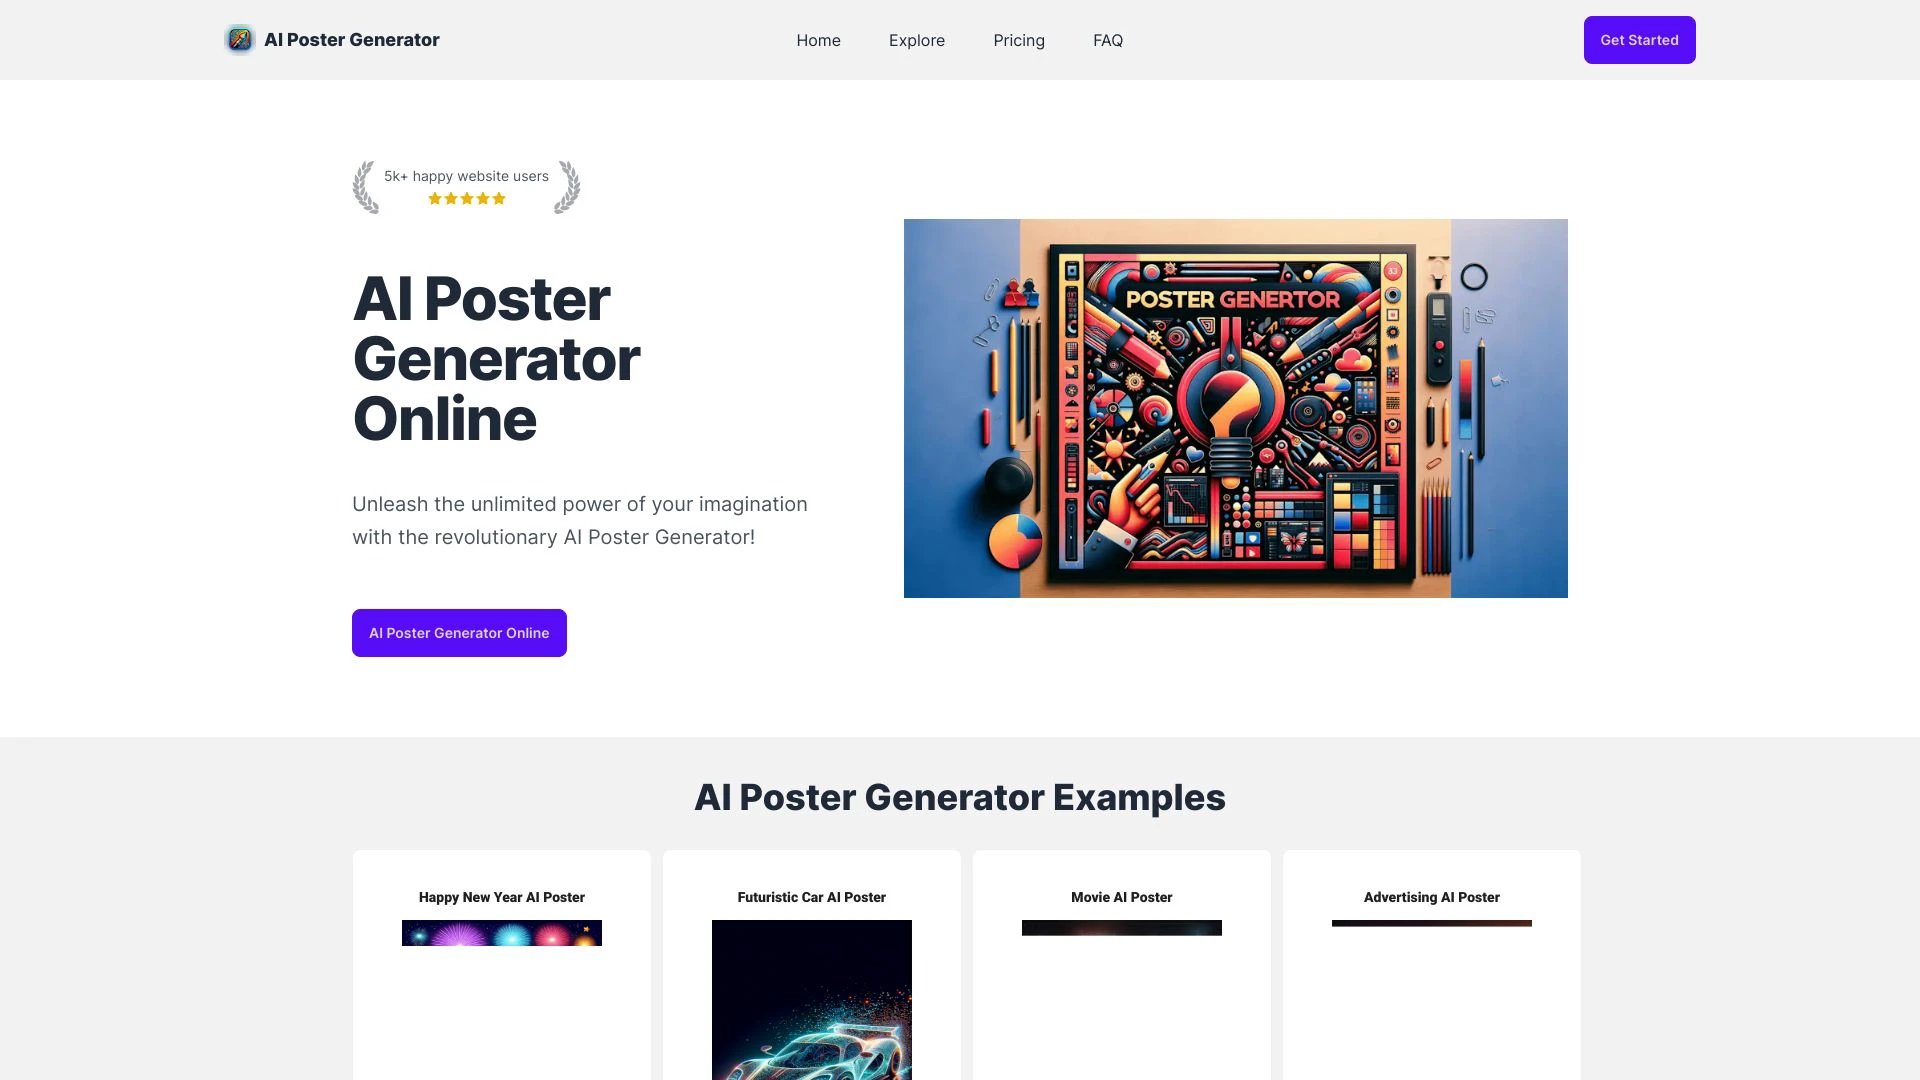 AI Poster Generator
Home
Explore
Pricing
FAQ
Get Started
5k+ happy website users
AI Poster
Generator
Online
Unleash the unlimited power of your imagination
with the revolutionary AI Poster Generator!
AI Poster Generator Online
POSTER GENERTOR
33
AI Poster Generator Examples
Happy New Year AI Poster
Futuristic Car AI Poster
Movie AI Poster
Advertising AI Poster